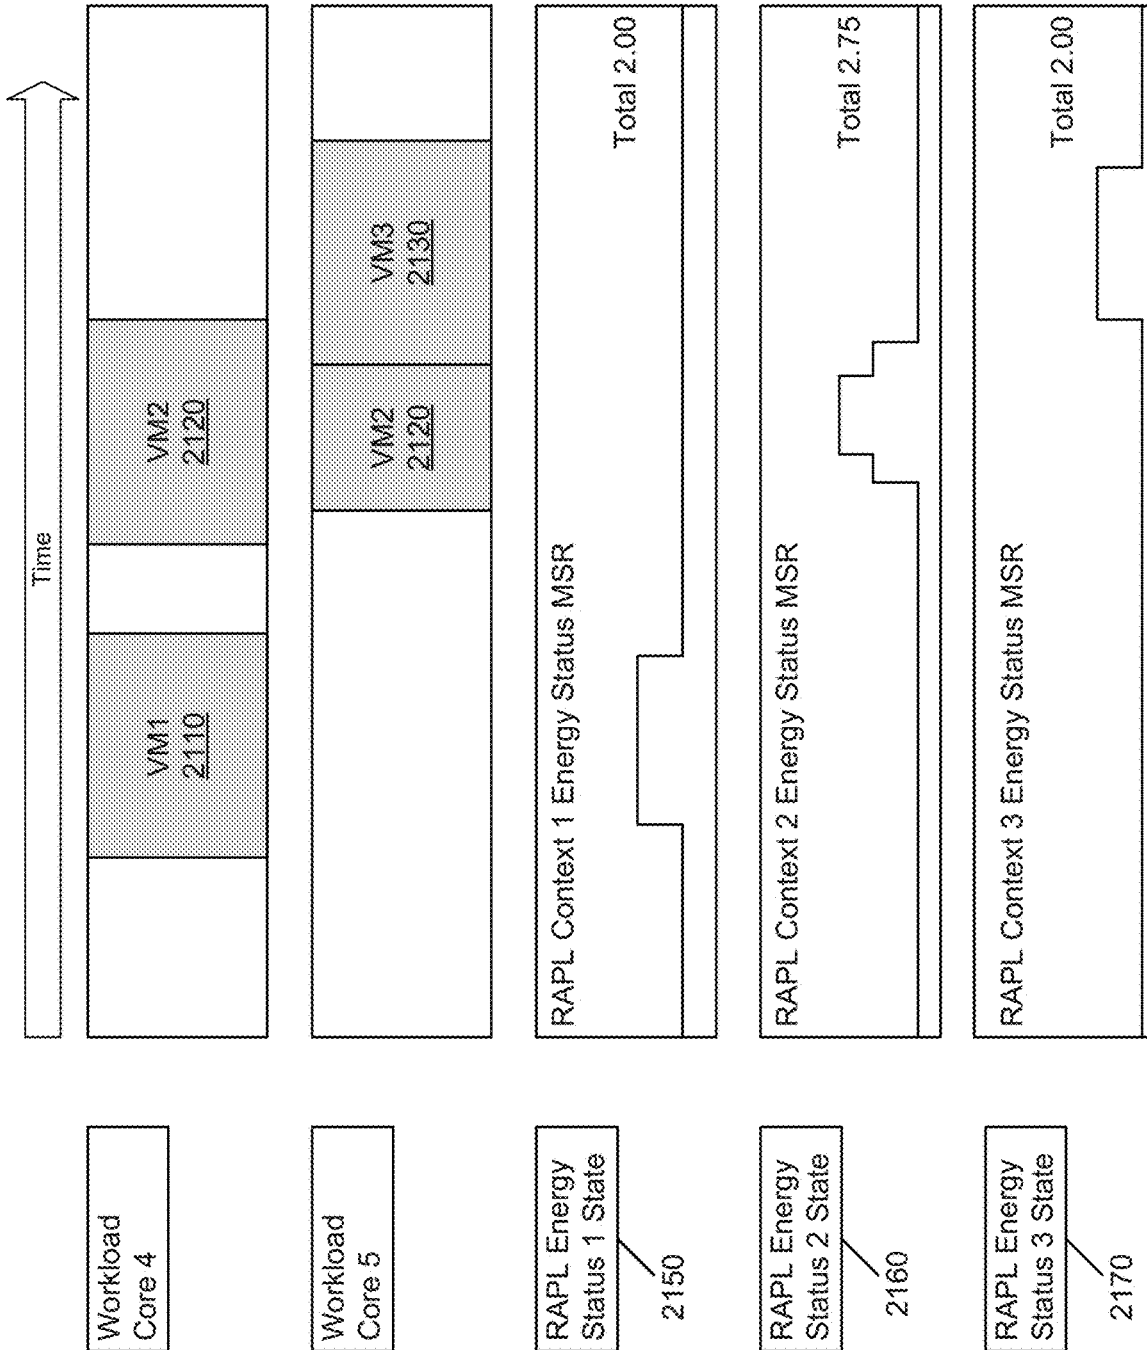 Time
Workload
Core 4
VM1
2110
VM2
2120
Workload
Core 5
VM2
2120
VM3
2130
RAPL Energy
Status 1 State
2150
RAPL Context 1 Energy Status MSR
Total 2.00
RAPL Energy
Status 2 State
2160
RAPL Context 2 Energy Status MSR
Total 2.75
RAPL Energy
Status 3 State
2170
RAPL Context 3 Energy Status MSR
Total 2.00